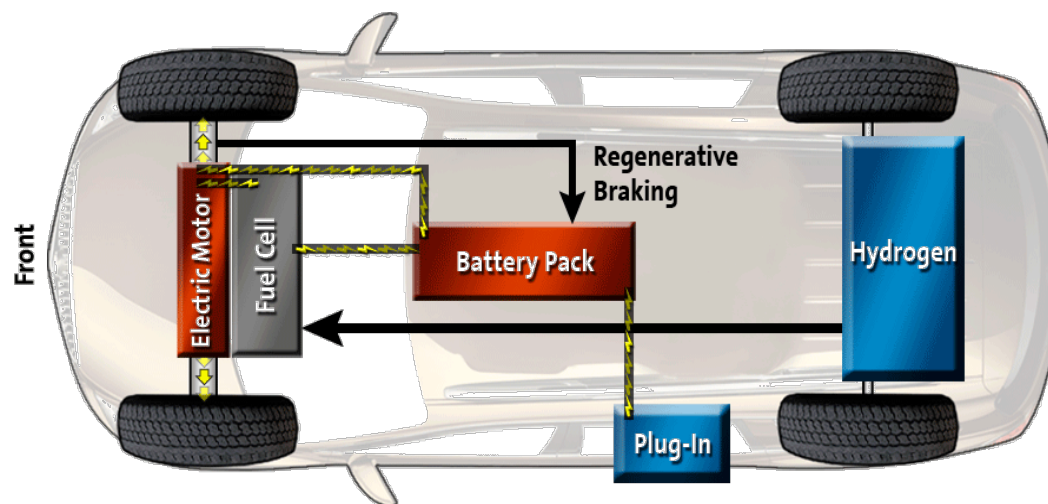 Front
Electric Motor
Fuel Cell
Regenerative
Braking
Battery Pack
Hydrogen
Plug-In